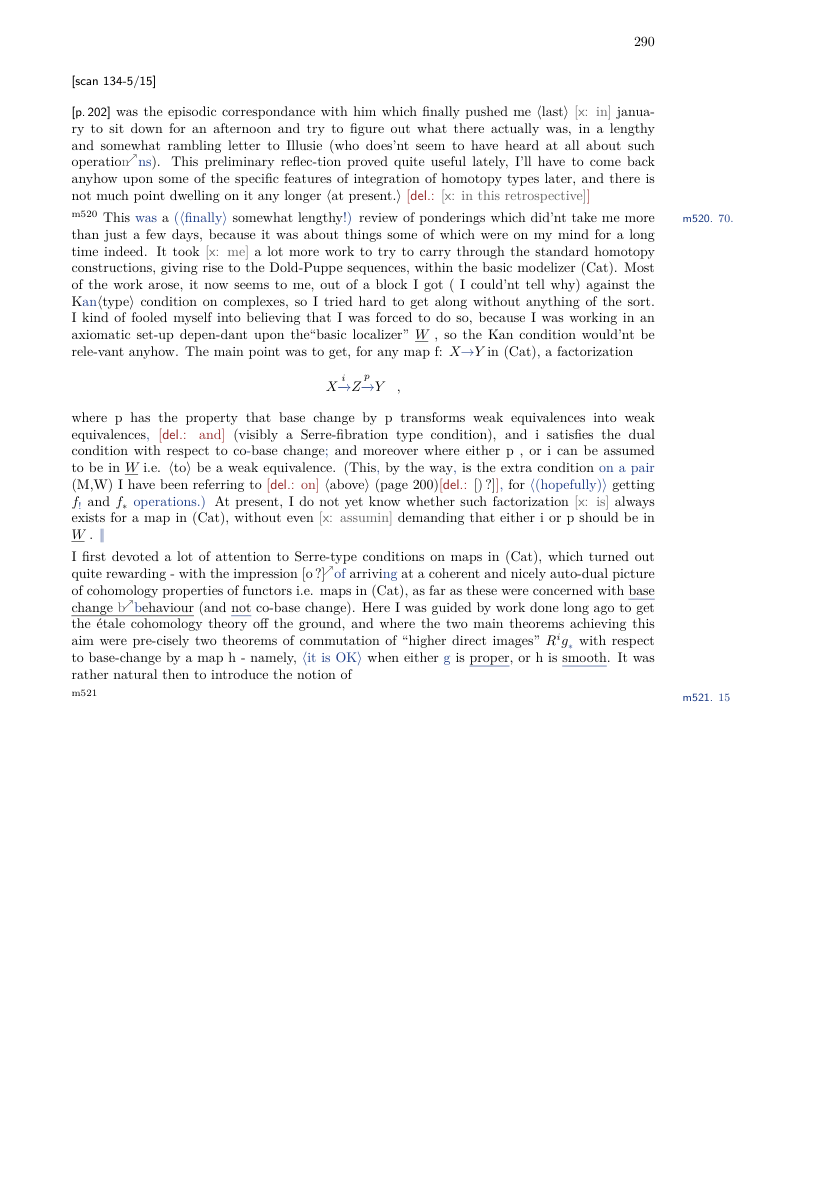 290
[scan 134-5/15]
[p. 202] was the episodic correspondance with him which finally pushed me ⟨last⟩ [x: in] janua-
ry to sit down for an afternoon and try to figure out what there actually was, in a lengthy
and somewhat rambling letter to Illusie (who does'nt seem to have heard at all about such
operation↗ns). This preliminary reflec-tion proved quite useful lately, I'll have to come back
anyhow upon some of the specific features of integration of homotopy types later, and there is
not much point dwelling on it any longer ⟨at present.⟩ [del.: [x: in this retrospective]]
m520 This was a (⟨finally⟩ somewhat lengthy!) review of ponderings which did'nt take me more
m520. 70.
than just a few days, because it was about things some of which were on my mind for a long
time indeed. It took [x: me] a lot more work to try to carry through the standard homotopy
constructions, giving rise to the Dold-Puppe sequences, within the basic modelizer (Cat). Most
of the work arose, it now seems to me, out of a block I got ( I could'nt tell why) against the
Kan⟨type⟩ condition on complexes, so I tried hard to get along without anything of the sort.
I kind of fooled myself into believing that I was forced to do so, because I was working in an
axiomatic set-up depen-dant upon the“basic localizer” W , so the Kan condition would'nt be
rele-vant anyhow. The main point was to get, for any map f: X→Y in (Cat), a factorization
X i→ Z p→ Y ,
where p has the property that base change by p transforms weak equivalences into weak
equivalences, [del.: and] (visibly a Serre-fibration type condition), and i satisfies the dual
condition with respect to co-base change; and moreover where either p , or i can be assumed
to be in W i.e. ⟨to⟩ be a weak equivalence. (This, by the way, is the extra condition on a pair
(M,W) I have been referring to [del.: on] ⟨above⟩ (page 200)[del.: [) ?]], for ⟨(hopefully)⟩ getting
f! and f* operations.) At present, I do not yet know whether such factorization [x: is] always
exists for a map in (Cat), without even [x: assumin] demanding that either i or p should be in
W . ‖
I first devoted a lot of attention to Serre-type conditions on maps in (Cat), which turned out
quite rewarding - with the impression [o ?]↗of arriving at a coherent and nicely auto-dual picture
of cohomology properties of functors i.e. maps in (Cat), as far as these were concerned with base
change b↗behaviour (and not co-base change). Here I was guided by work done long ago to get
the étale cohomology theory off the ground, and where the two main theorems achieving this
aim were pre-cisely two theorems of commutation of “higher direct images” Rⁱg* with respect
to base-change by a map h - namely, ⟨it is OK⟩ when either g is proper, or h is smooth. It was
rather natural then to introduce the notion of
m521
m521. 15